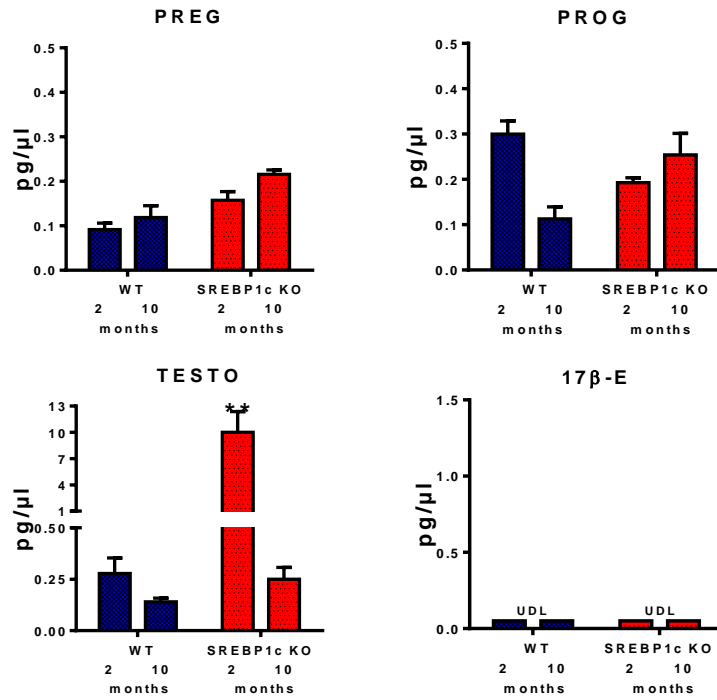 PREG
pg/µl
0.5
0.4
0.3
0.2
0.1
0.0
WT
SREBP1c KO
2 10 2 10
months months
PROG
pg/µl
0.5
0.4
0.3
0.2
0.1
0.0
WT
SREBP1c KO
2 10 2 10
months months
TESTO
pg/µl
13
10
7
4
1
0.50
0.25
0.00
**
WT
SREBP1c KO
2 10 2 10
months months
17β-E
pg/µl
1.5
1.0
0.5
0.0
UDL UDL
WT
SREBP1c KO
2 10 2 10
months months